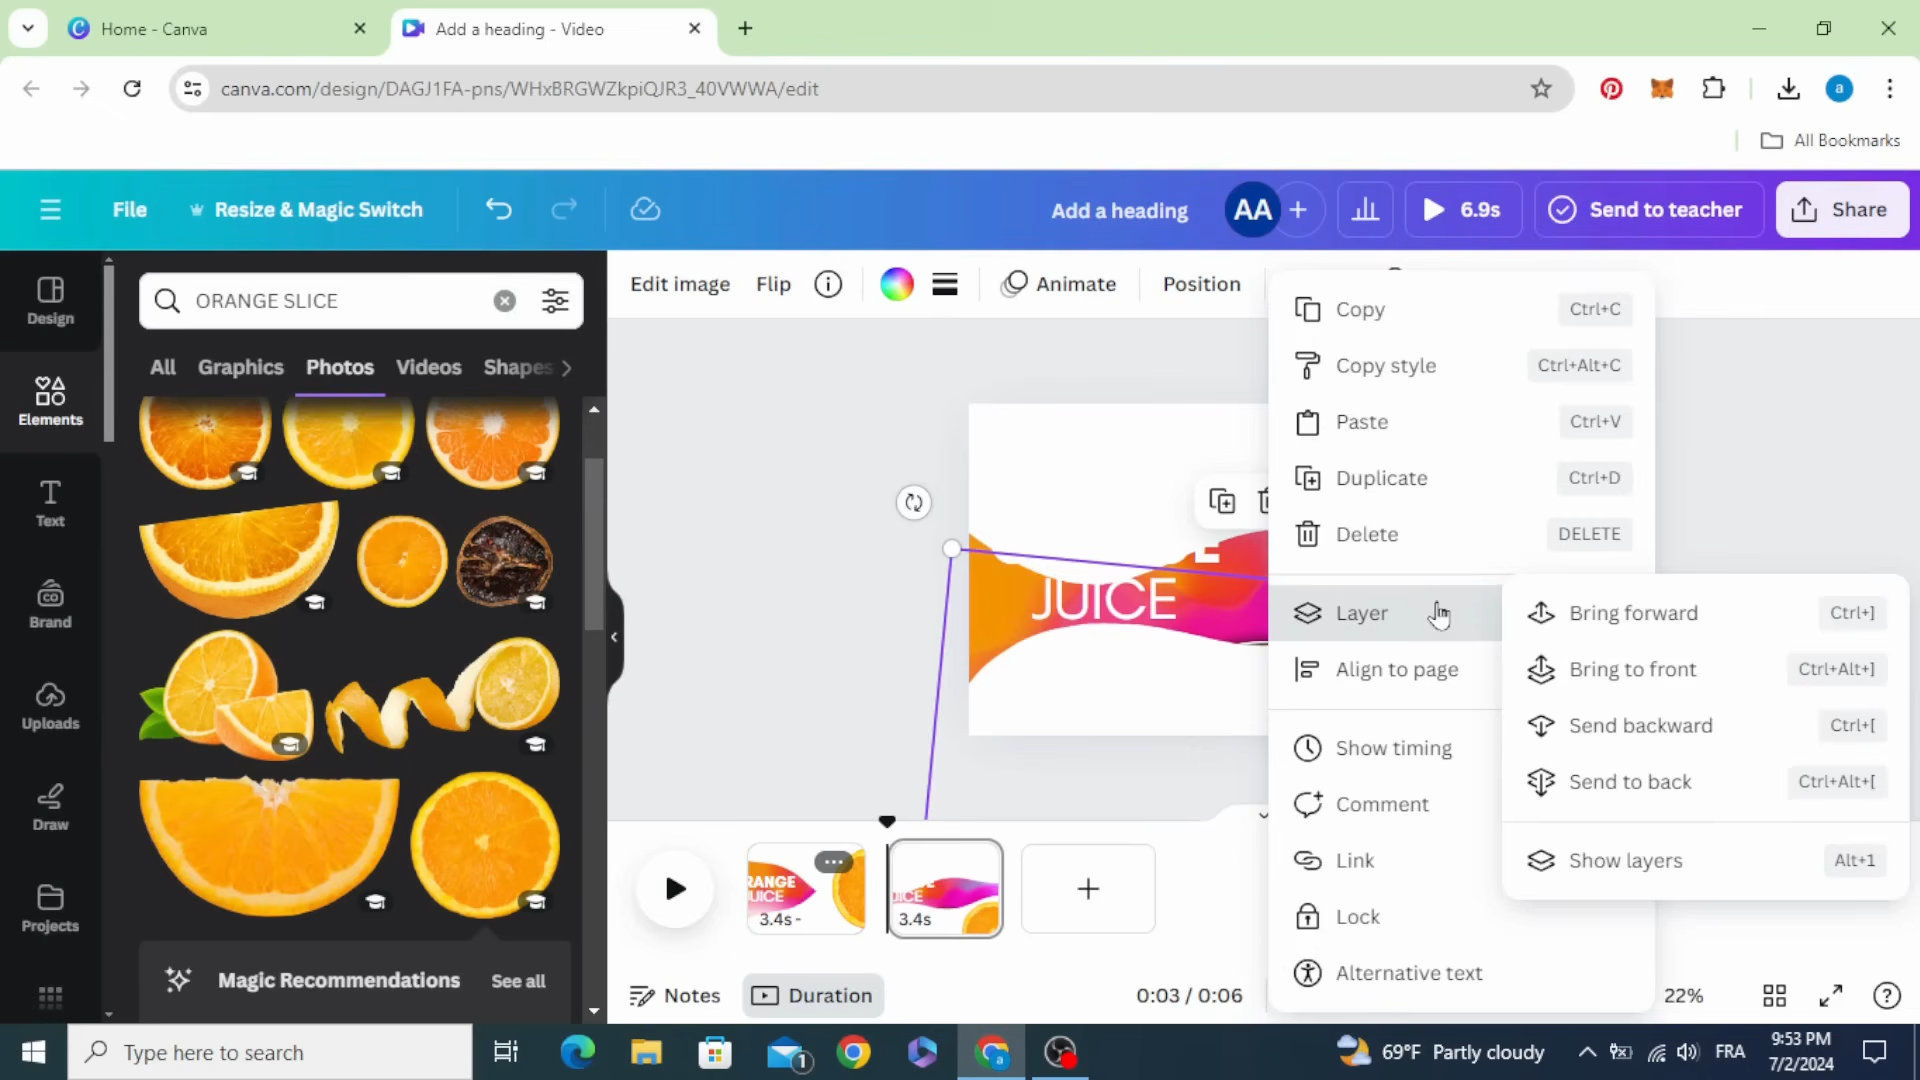 Home - Canva
Add a heading - Video
canva.com/design/DAGJ1FA-pns/WHxBRGWZkpiQJR3_40VWWA/edit
a
All Bookmarks
File
Resize & Magic Switch
Add a heading
AA
6.9s
Send to teacher
Share
Design
Elements
Text
Brand
Uploads
Draw
Projects
ORANGE SLICE
All
Graphics
Photos
Videos
Shapes
Magic Recommendations
See all
Edit image
Flip
Animate
Position
JUICE
Copy Ctrl+C
Copy style Ctrl+Alt+C
Paste Ctrl+V
Duplicate Ctrl+D
Delete DELETE
Layer
Align to page
Show timing
Comment
Link
Lock
Alternative text
Bring forward Ctrl+]
Bring to front Ctrl+Alt+]
Send backward Ctrl+[
Send to back Ctrl+Alt+[
Show layers Alt+1
3.4s -
3.4s
Notes
Duration
0:03 / 0:06
22%
Type here to search
1
69°F Partly cloudy
FRA
9:53 PM
7/2/2024